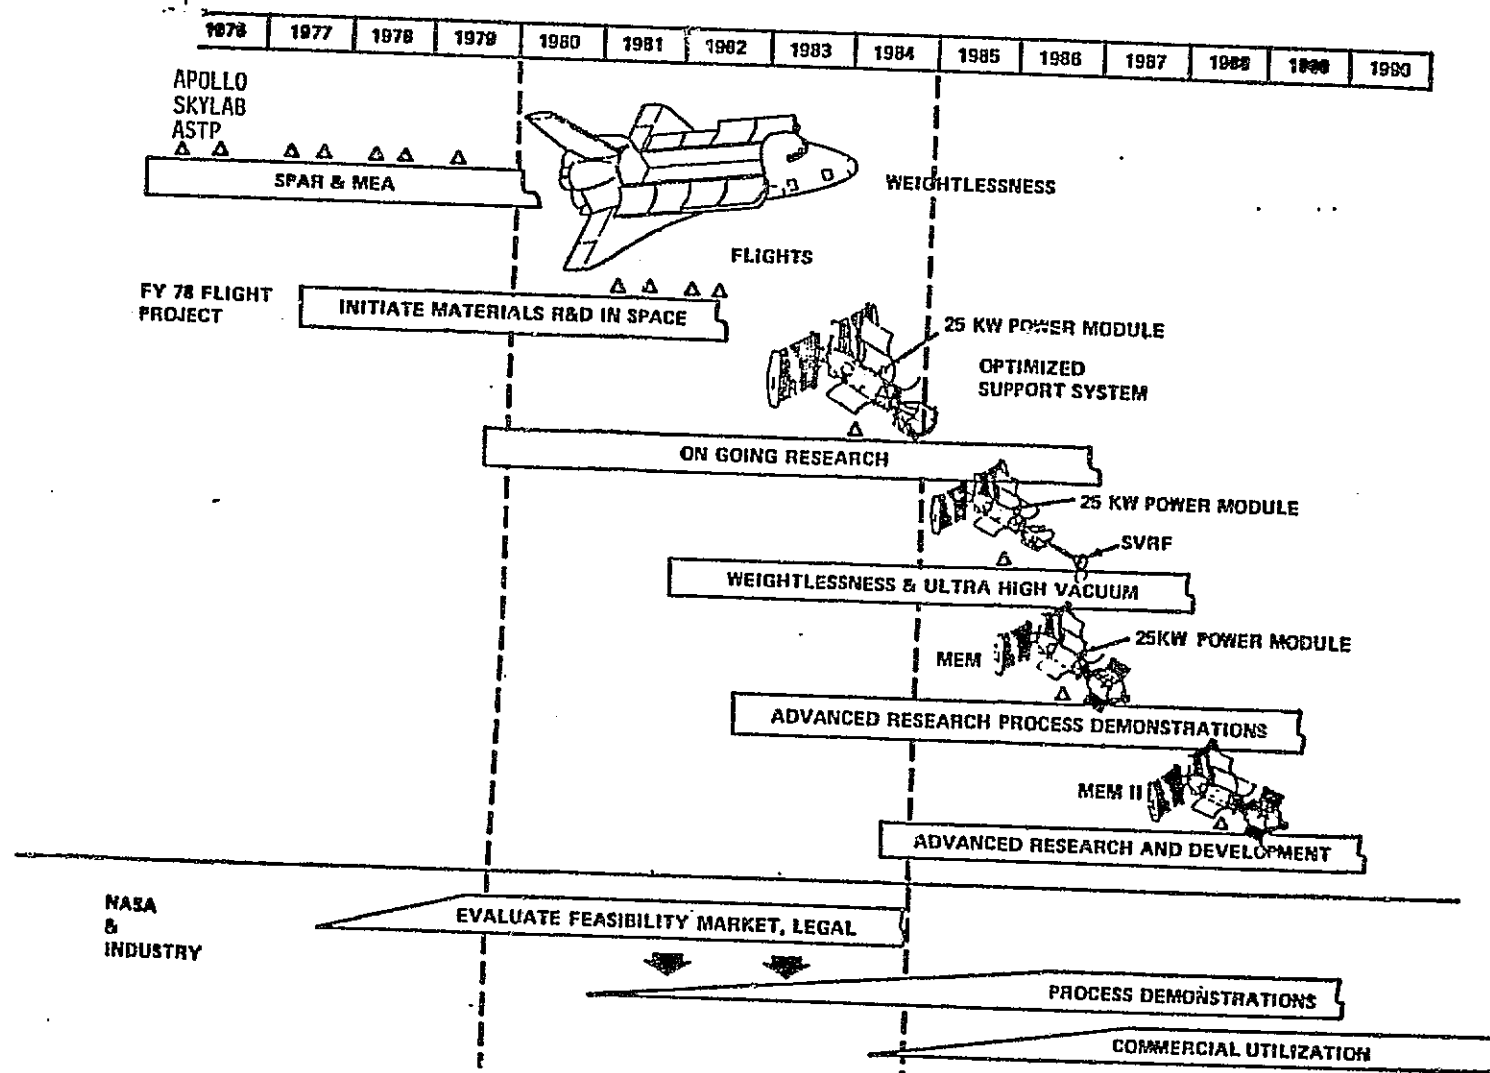 1976 1977 1978 1979 1980 1981 1982 1983 1984 1985 1986 1987 1988 1989 1990
APOLLO
SKYLAB
ASTP
SPAR & MEA
WEIGHTLESSNESS
FLIGHTS
FY 78 FLIGHT
PROJECT
INITIATE MATERIALS R&D IN SPACE
25 KW POWER MODULE
OPTIMIZED
SUPPORT SYSTEM
ON GOING RESEARCH
25 KW POWER MODULE
SVRF
WEIGHTLESSNESS & ULTRA HIGH VACUUM
25KW POWER MODULE
MEM
ADVANCED RESEARCH PROCESS DEMONSTRATIONS
MEM II
ADVANCED RESEARCH AND DEVELOPMENT
NASA
&
INDUSTRY
EVALUATE FEASIBILITY MARKET, LEGAL
PROCESS DEMONSTRATIONS
COMMERCIAL UTILIZATION